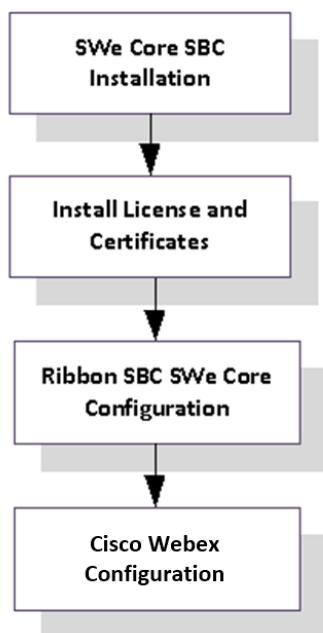 SWe Core SBC
Installation
Install License and
Certificates
Ribbon SBC SWe Core
Configuration
Cisco Webex
Configuration